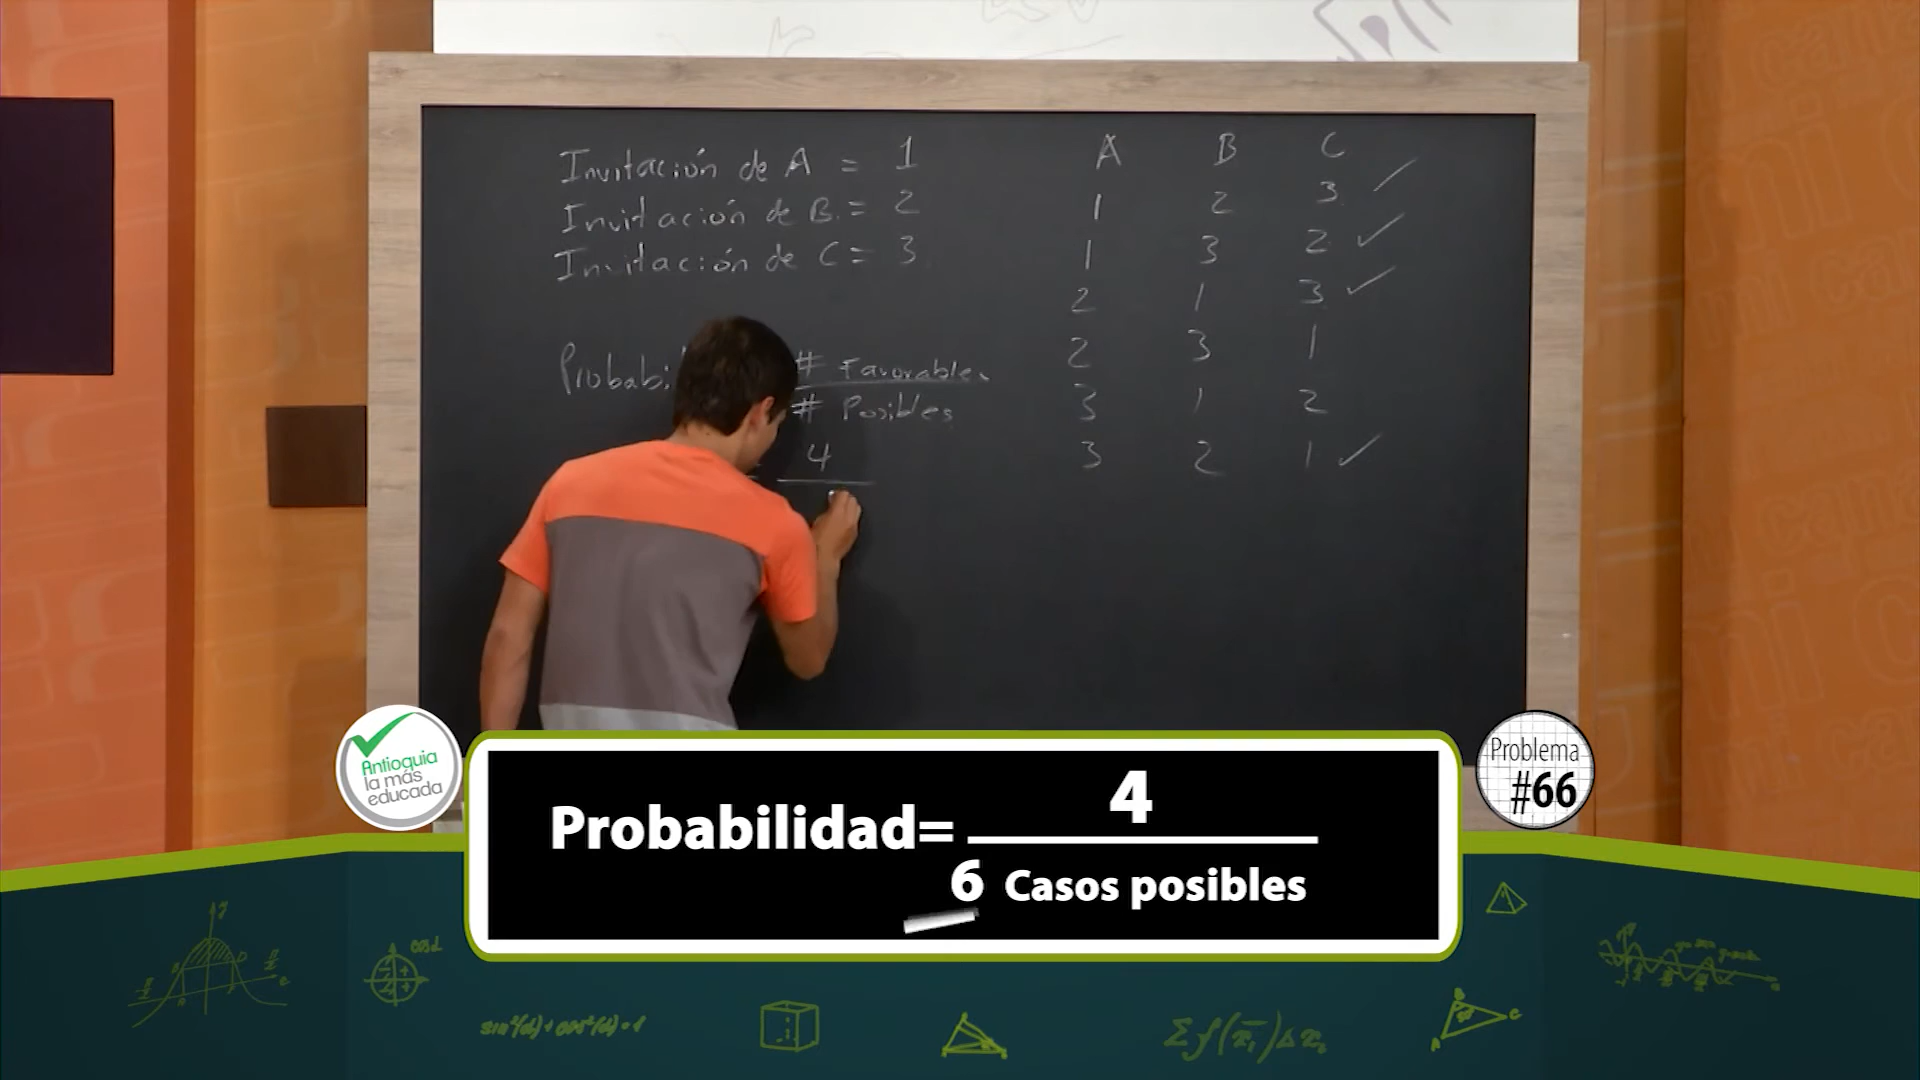 Invitación de A = 1
Invitación de B. = 2
Invitación de C = 3
# Favorables
# Posibles
4
A B C
1 2 3 ✓
1 3 2 ✓
2 1 3 ✓
2 3 1
3 1 2
3 2 1 ✓
Probabi
Antioquia
la más
educada
Problema
#66
Probabilidad=
4
6 Casos posibles
cosα